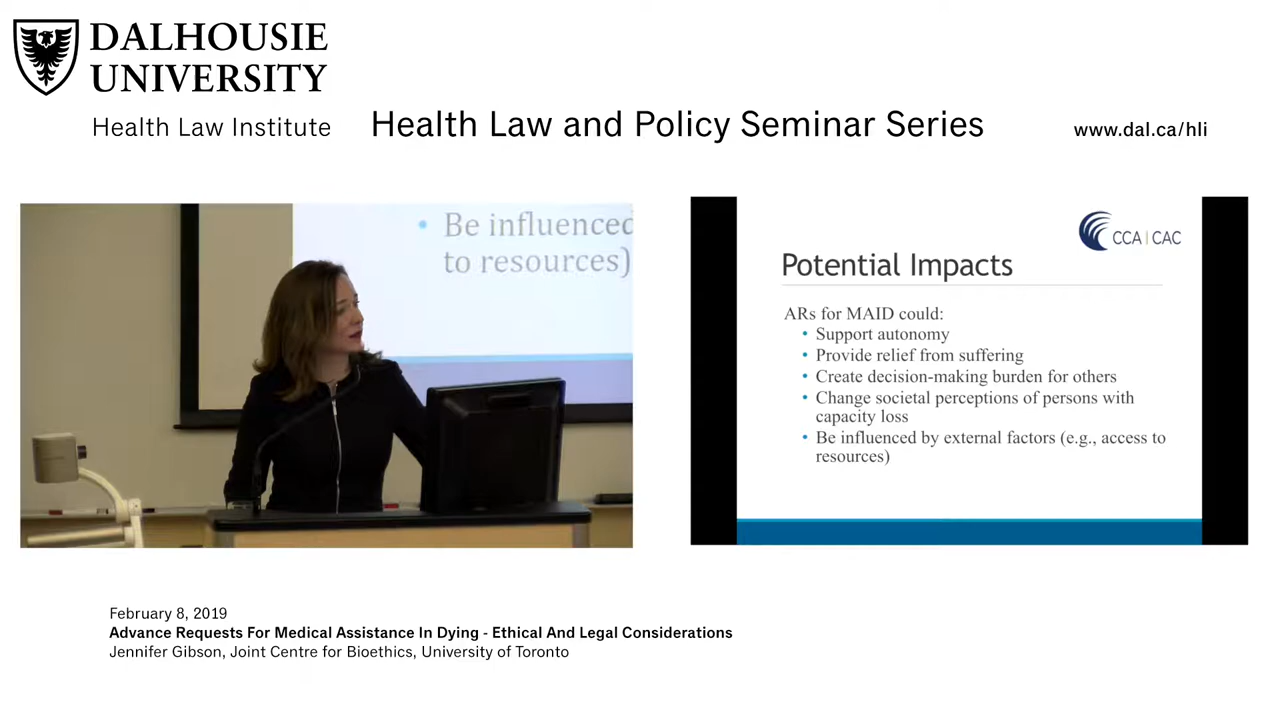 DALHOUSIE
UNIVERSITY
Health Law Institute
Health Law and Policy Seminar Series
www.dal.ca/hli
• Be influenced
to resources)
CCA | CAC
Potential Impacts
ARs for MAID could:
• Support autonomy
• Provide relief from suffering
• Create decision-making burden for others
• Change societal perceptions of persons with
capacity loss
• Be influenced by external factors (e.g., access to
resources)
February 8, 2019
Advance Requests For Medical Assistance In Dying - Ethical And Legal Considerations
Jennifer Gibson, Joint Centre for Bioethics, University of Toronto